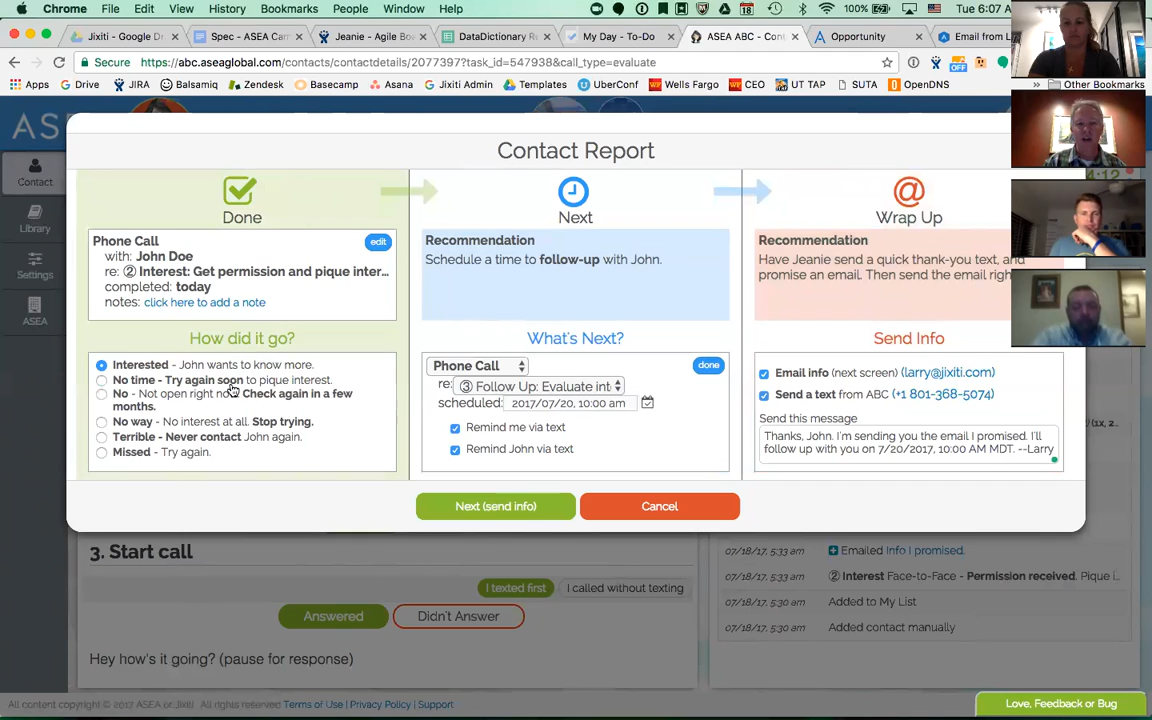 Chrome File Edit View History Bookmarks People Window Help
18 100% Tue 6:07 A
Jixiti - Google D
Spec - ASEA Cam
Jeanie - Agile Bo
DataDictionary R
My Day - To-Do
ASEA ABC - Con
Opportunity
Email from L
Secure https://abc.aseaglobal.com/contacts/contactdetails/2077397?task_id=547938&call_type=evaluate
OFF
Apps Drive JIRA Balsamiq Zendesk Basecamp Asana Jixiti Admin Templates UberConf Wells Fargo CEO UT TAP SUTA OpenDNS » Other Bookmarks
ASE
Contact
Library
Settings
ASEA
4:12
Contact Report
Done
Phone Call
edit
with: John Doe
re: ② Interest: Get permission and pique inter...
completed: today
notes: click here to add a note
How did it go?
Interested - John wants to know more.
No time - Try again soon to pique interest.
No - Not open right now. Check again in a few
months.
No way - No interest at all. Stop trying.
Terrible - Never contact John again.
Missed - Try again.
Next
Recommendation
Schedule a time to follow-up with John.
What's Next?
Phone Call
done
re: ③ Follow Up: Evaluate int
scheduled: 2017/07/20, 10:00 am
Remind me via text
Remind John via text
@
Wrap Up
Recommendation
Have Jeanie send a quick thank-you text, and
promise an email. Then send the email righ
Send Info
Email info (next screen) (larry@jixiti.com)
Send a text from ABC (+1 801-368-5074)
Send this message
Thanks, John. I'm sending you the email I promised. I'll
follow up with you on 7/20/2017, 10:00 AM MDT. --Larry
Next (send info)
Cancel
(1x, 2..
3. Start call
I texted first
I called without texting
Answered
Didn't Answer
Hey how's it going? (pause for response)
07/18/17, 5:33 am Emailed Info I promised.
07/18/17, 5:33 am ② Interest Face-to-Face - Permission received. Pique i...
07/18/17, 5:30 am Added to My List
07/18/17, 5:30 am Added contact manually
All content copyright © 2017 ASEA or Jixiti. All rights reserved Terms of Use | Privacy Policy | Support
Love, Feedback or Bug